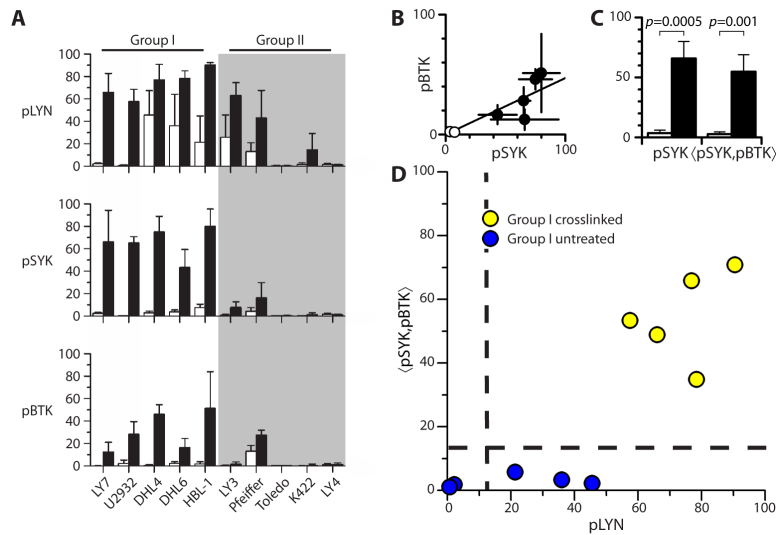 A
Group I
Group II
pLYN
100
80
60
40
20
0
pSYK
100
80
60
40
20
0
pBTK
100
80
60
40
20
0
LY7
U2932
DHL4
DHL6
HBL-1
LY3
Pfeiffer
Toledo
K422
LY4
B
pBTK
100
0
0
100
pSYK
C
p=0.0005
p=0.001
100
50
0
pSYK
⟨pSYK,pBTK⟩
D
Group I crosslinked
Group I untreated
⟨pSYK,pBTK⟩
100
80
60
40
20
0
0
20
40
60
80
100
pLYN